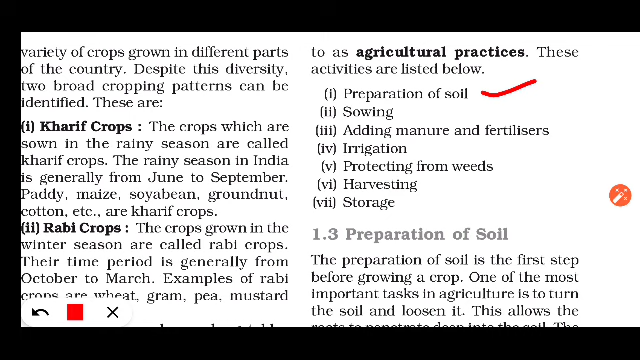 variety of crops grown in different parts
of the country. Despite this diversity,
two broad cropping patterns can be
identified. These are:
(i) Kharif Crops : The crops which are
sown in the rainy season are called
kharif crops. The rainy season in India
is generally from June to September.
Paddy, maize, soyabean, groundnut,
cotton, etc., are kharif crops.
(ii) Rabi Crops : The crops grown in the
winter season are called rabi crops.
Their time period is generally from
October to March. Examples of rabi
crops are wheat, gram, pea, mustard
to as agricultural practices. These
activities are listed below.
(i) Preparation of soil
(ii) Sowing
(iii) Adding manure and fertilisers
(iv) Irrigation
(v) Protecting from weeds
(vi) Harvesting
(vii) Storage
1.3 Preparation of Soil
The preparation of soil is the first step
before growing a crop. One of the most
important tasks in agriculture is to turn
the soil and loosen it. This allows the
roots to penetrate deep into the soil. The